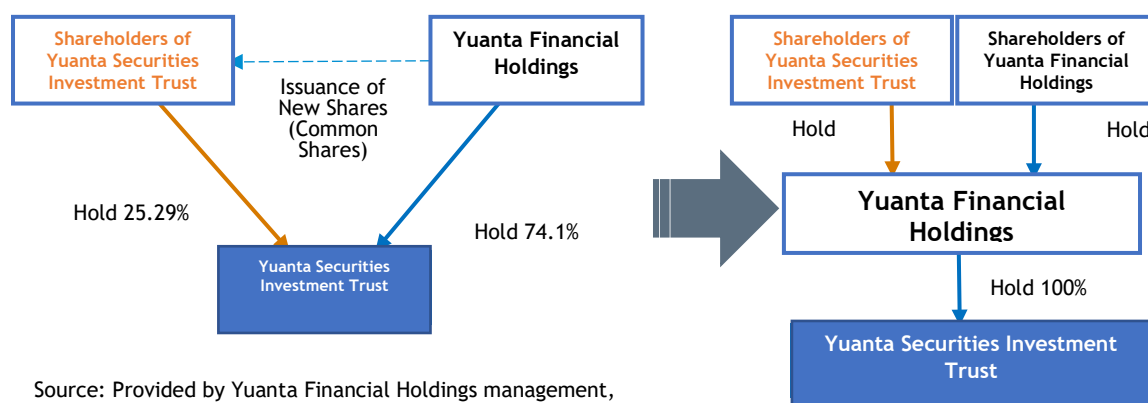 Shareholders of
Yuanta Securities
Investment Trust
Yuanta Financial
Holdings
Issuance of
New Shares
(Common
Shares)
Hold 25.29%
Hold 74.1%
Yuanta Securities
Investment Trust
Source: Provided by Yuanta Financial Holdings management,
Shareholders of
Yuanta Securities
Investment Trust
Shareholders of
Yuanta Financial
Holdings
Hold
Hold
Yuanta Financial
Holdings
Hold 100%
Yuanta Securities Investment
Trust